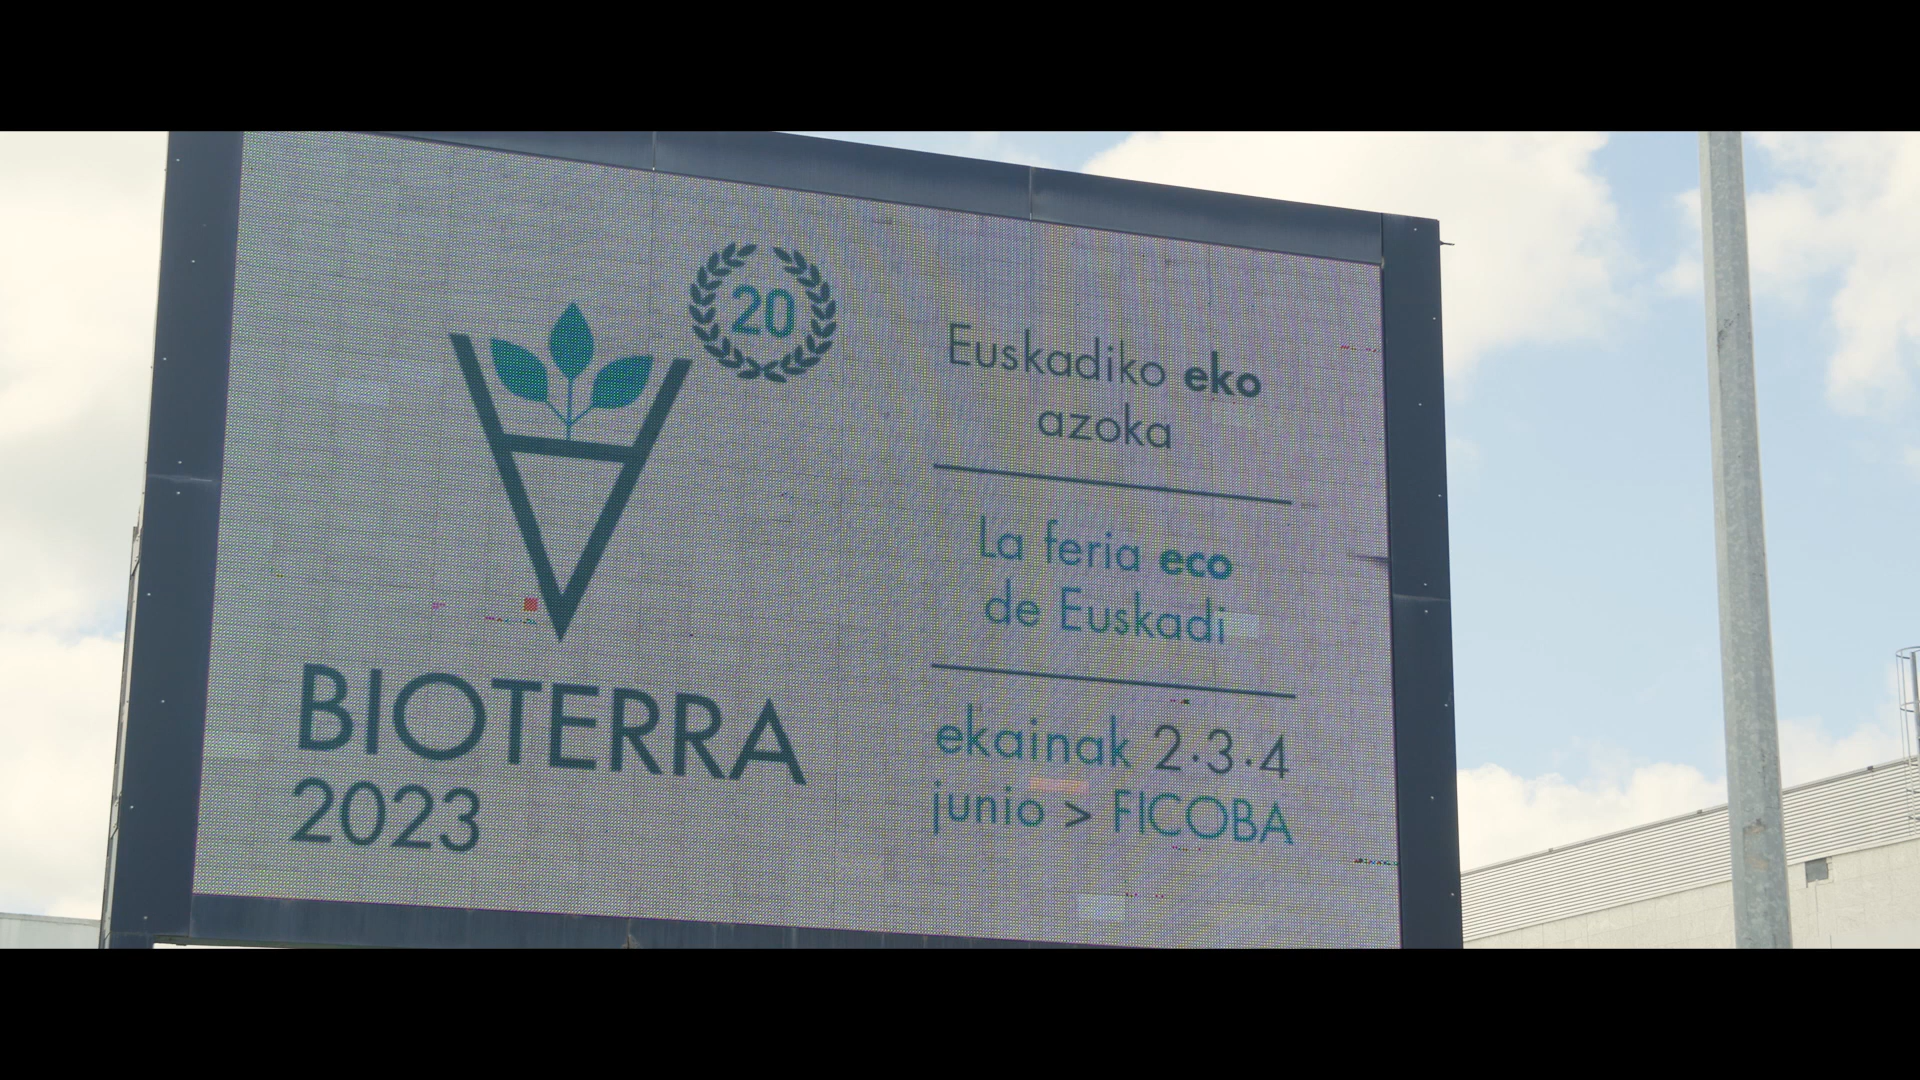 20
BIOTERRA
2023
Euskadiko eko
azoka
La feria eco
de Euskadi
ekainak 2·3·4
junio > FICOBA